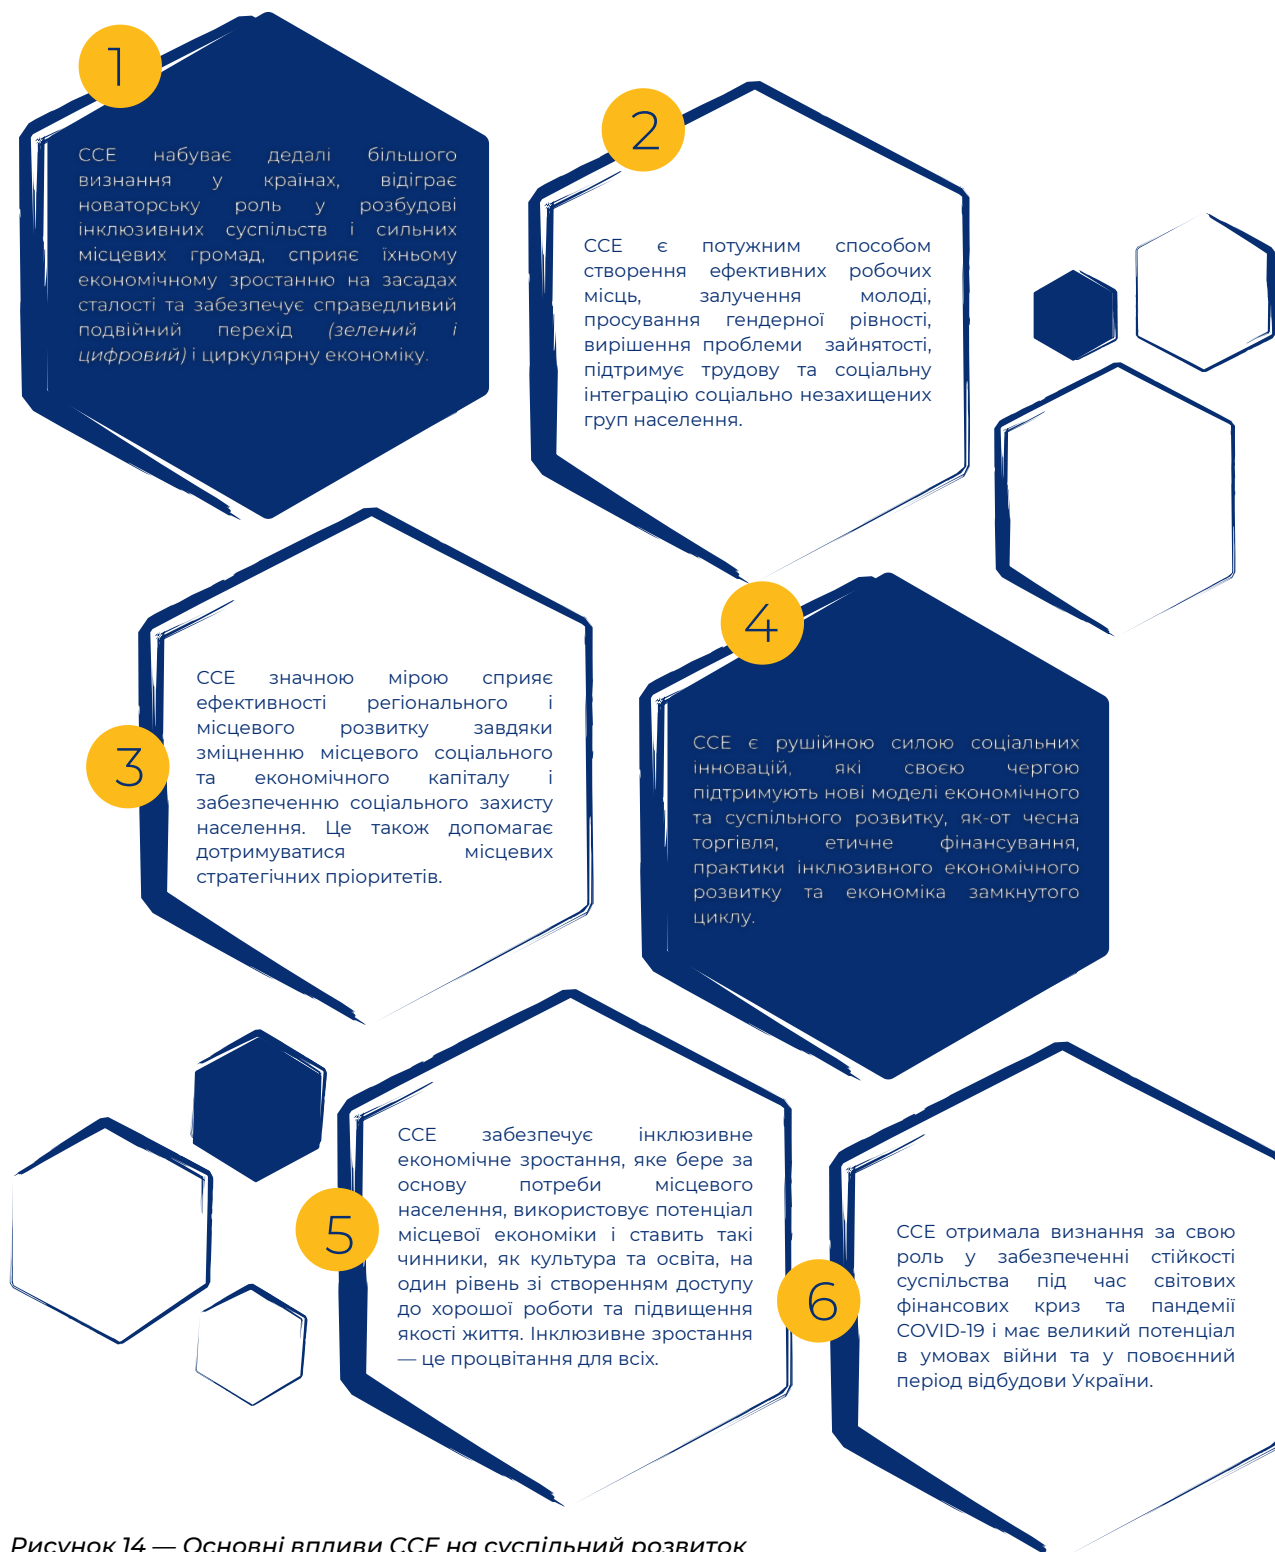 1
ССЕ набуває дедалі більшого
визнання у країнах, відіграє
новаторську роль у розбудові
інклюзивних суспільств і сильних
місцевих громад, сприяє їхньому
економічному зростанню на засадах
сталості та забезпечує справедливий
подвійний перехід (зелений і
цифровий) і циркулярну економіку.
2
ССЕ є потужним способом
створення ефективних робочих
місць, залучення молоді,
просування гендерної рівності,
вирішення проблеми зайнятості,
підтримує трудову та соціальну
інтеграцію соціально незахищених
груп населення.
3
ССЕ значною мірою сприяє
ефективності регіонального і
місцевого розвитку завдяки
зміцненню місцевого соціального
та економічного капіталу і
забезпеченню соціального захисту
населення. Це також допомагає
дотримуватися місцевих
стратегічних пріоритетів.
4
ССЕ є рушійною силою соціальних
інновацій, які своєю чергою
підтримують нові моделі економічного
та суспільного розвитку, як-от чесна
торгівля, етичне фінансування,
практики інклюзивного економічного
розвитку та економіка замкнутого
циклу.
5
ССЕ забезпечує інклюзивне
економічне зростання, яке бере за
основу потреби місцевого
населення, використовує потенціал
місцевої економіки і ставить такі
чинники, як культура та освіта, на
один рівень зі створенням доступу
до хорошої роботи та підвищення
якості життя. Інклюзивне зростання
— це процвітання для всіх.
6
ССЕ отримала визнання за свою
роль у забезпеченні стійкості
суспільства під час світових
фінансових криз та пандемії
COVID-19 і має великий потенціал
в умовах війни та у повоєнний
період відбудови України.
Рисунок 14 — Основні впливи ССЕ на суспільний розвиток